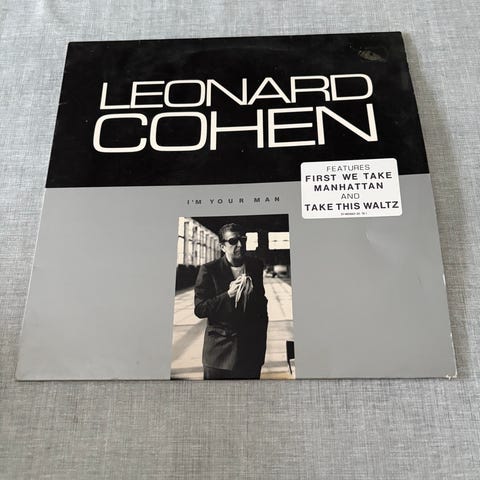 LEONARD
COHEN
FEATURES
FIRST WE TAKE
MANHATTAN
AND
TAKE THIS WALTZ
I'M YOUR MAN